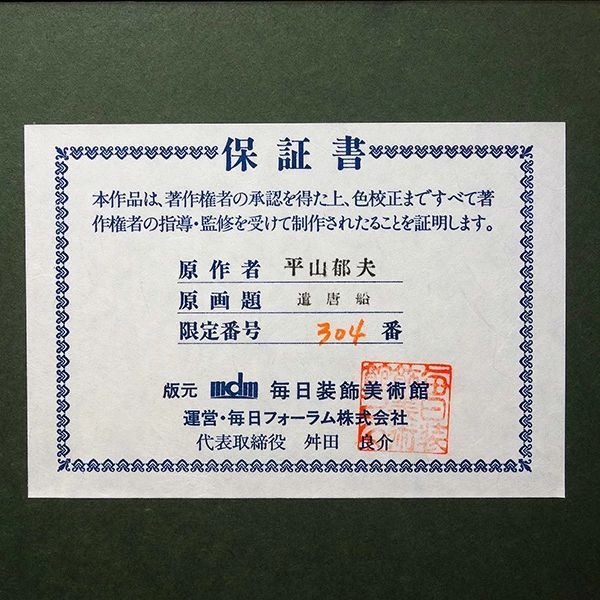 保証書
本作品は、著作権者の承認を得た上、色校正まですべて著
作権者の指導・監修を受けて制作されたることを証明します。
原作者 平山郁夫
原画題 遣唐船
限定番号 304 番
版元 mdm 毎日装飾美術館
運営・毎日フォーラム株式会社
代表取締役 舛田 良介